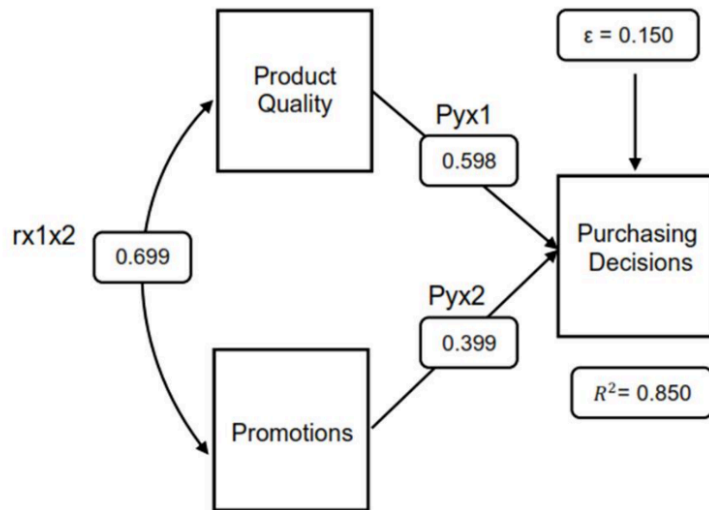 Product
Quality
ε = 0.150
Pyx1
0.598
rx1x2
0.699
Purchasing
Decisions
Pyx2
0.399
R²= 0.850
Promotions